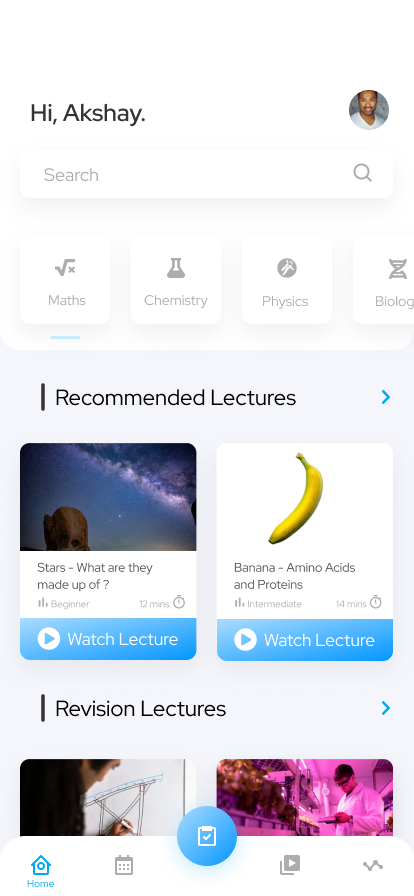 Hi, Akshay.
Search
Maths
Chemistry
Physics
Biolog
Recommended Lectures
Stars - What are they
made up of ?
Beginner
12 mins
Watch Lecture
Banana - Amino Acids
and Proteins
Intermediate
14 mins
Watch Lecture
Revision Lectures
Home